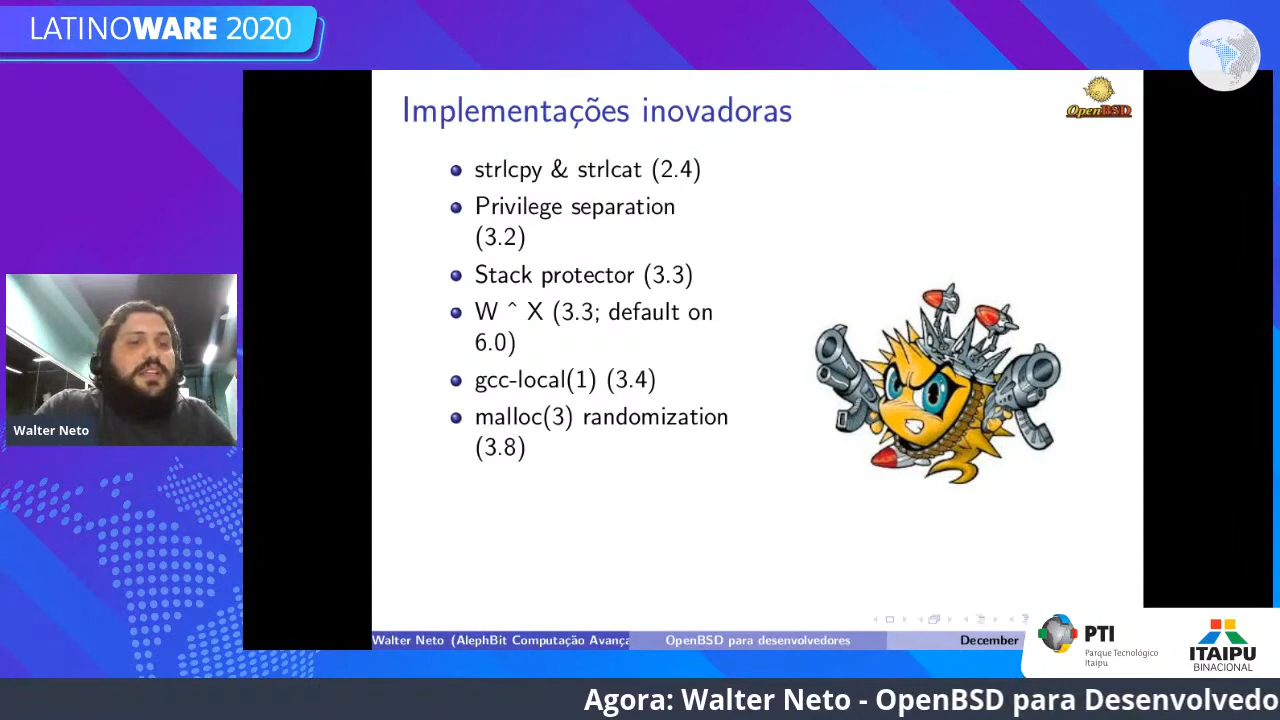 LATINOWARE 2020
Implementações inovadoras
OpenBSD
strlcpy & strlcat (2.4)
Privilege separation
(3.2)
Stack protector (3.3)
W ^ X (3.3; default on
6.0)
gcc-local(1) (3.4)
malloc(3) randomization
(3.8)
Walter Neto
Walter Neto (AlephBit Computação Avança
OpenBSD para desenvolvedores
December
PTI
Parque Tecnológico
Itaipu
ITAIPU
BINACIONAL
Agora: Walter Neto - OpenBSD para Desenvolvedo